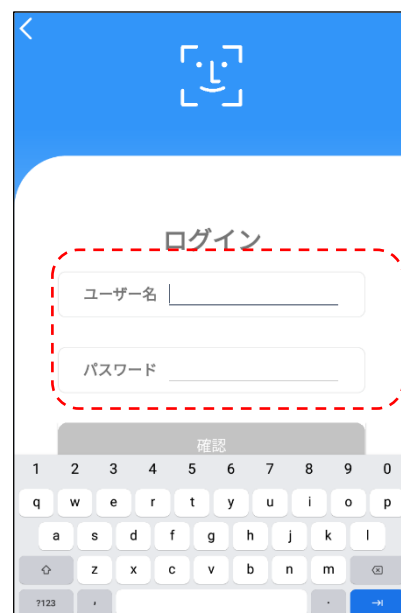 ログイン
ユーザー名
パスワード
確認
1 2 3 4 5 6 7 8 9 0
q w e r t y u i o p
a s d f g h j k l
z x c v b n m
?123 , .